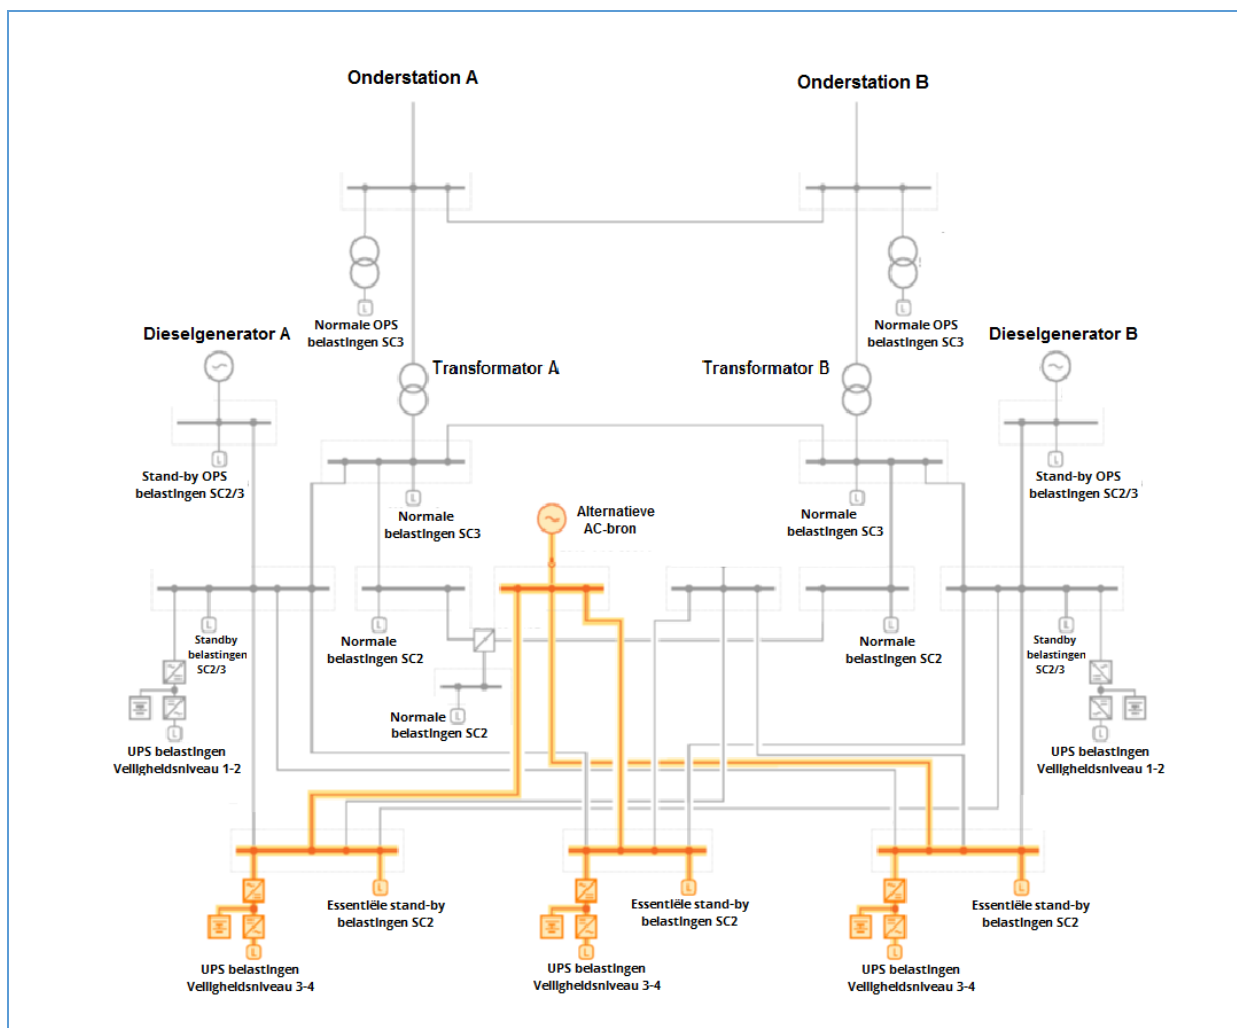 Onderstation A
Onderstation B
Normale OPS
belastingen SC3
Normale OPS
belastingen SC3
Dieselgenerator A
Dieselgenerator B
Transformator A
Transformator B
Stand-by OPS
belastingen SC2/3
Stand-by OPS
belastingen SC2/3
L
L
L
L
Normale
belastingen SC3
L
Alternatieve
AC-bron
Normale
belastingen SC3
L
L
Standby
belastingen
SC2/3
L
Normale
belastingen SC2
L
Normale
belastingen SC2
L
Standby
belastingen
SC2/3
L
Normale
belastingen SC2
L
UPS belastingen
Veiligheidsniveau 1-2
L
UPS belastingen
Veiligheidsniveau 1-2
L
Essentiële stand-by
belastingen SC2
L
Essentiële stand-by
belastingen SC2
L
Essentiële stand-by
belastingen SC2
L
UPS belastingen
Veiligheidsniveau 3-4
L
UPS belastingen
Veiligheidsniveau 3-4
L
UPS belastingen
Veiligheidsniveau 3-4
L